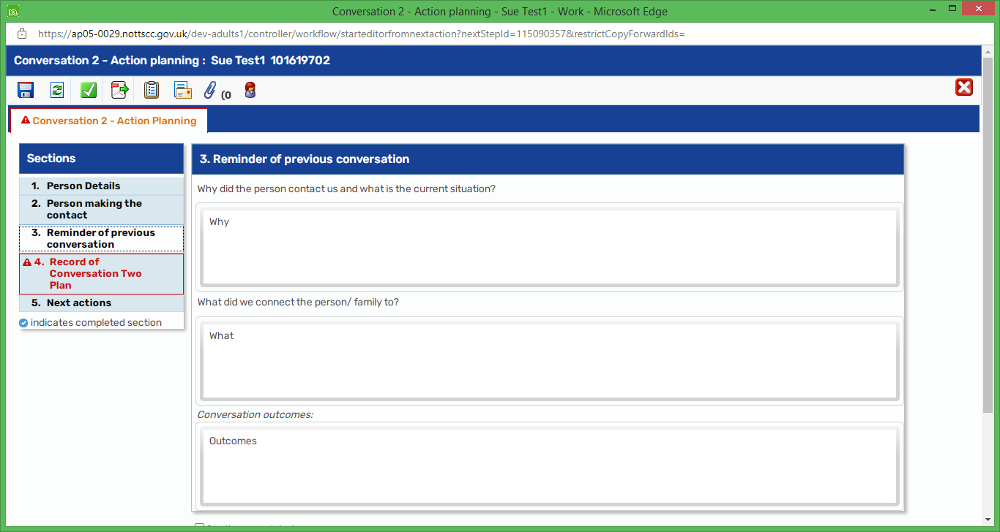 Conversation 2 - Action planning - Sue Test1 - Work - Microsoft Edge
https://ap05-0029.nottscc.gov.uk/dev-adults1/controller/workflow/starteditorfromnextaction?nextStepId=115090357&restrictCopyForwardIds=
Conversation 2 - Action planning : Sue Test1 101619702
(0
Conversation 2 - Action Planning
Sections
1. Person Details
2. Person making the
contact
3. Reminder of previous
conversation
4. Record of
Conversation Two
Plan
5. Next actions
indicates completed section
3. Reminder of previous conversation
Why did the person contact us and what is the current situation?
Why
What did we connect the person/ family to?
What
Conversation outcomes:
Outcomes